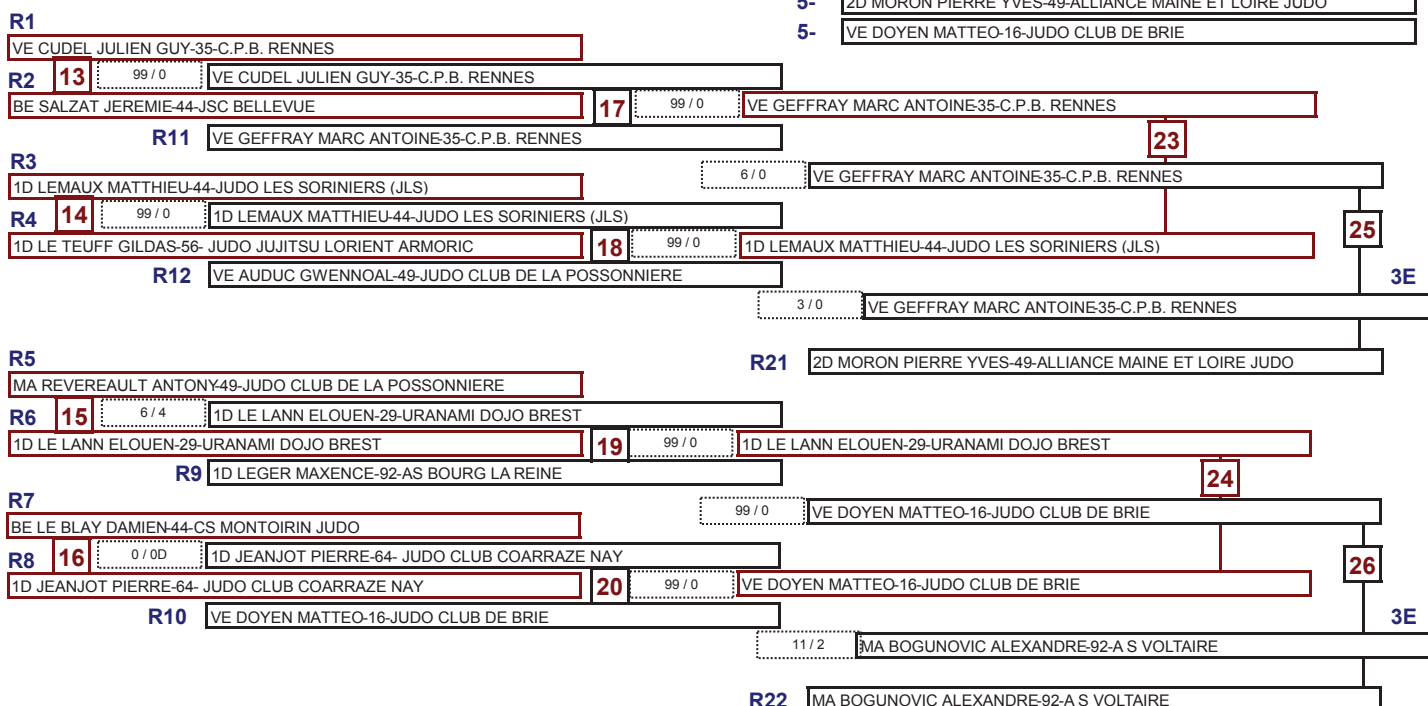 5- 2D MORON PIERRE YVES-49-ALLIANCE MAINE ET LOIRE JUDO
R1
5- VE DOYEN MATTEO-16-JUDO CLUB DE BRIE
VE CUDEL JULIEN GUY-35-C.P.B. RENNES
R2 13 99 / 0 VE CUDEL JULIEN GUY-35-C.P.B. RENNES
BE SALZAT JEREMIE-44-JSC BELLEVUE 17 99 / 0 VE GEFFRAY MARC ANTOINE-35-C.P.B. RENNES
R11 VE GEFFRAY MARC ANTOINE-35-C.P.B. RENNES 23
R3
6 / 0 VE GEFFRAY MARC ANTOINE-35-C.P.B. RENNES
1D LEMAUX MATTHIEU-44-JUDO LES SORINIERS (JLS)
R4 14 99 / 0 1D LEMAUX MATTHIEU-44-JUDO LES SORINIERS (JLS) 25
1D LE TEUFF GILDAS-56- JUDO JUJITSU LORIENT ARMORIC 18 99 / 0 1D LEMAUX MATTHIEU-44-JUDO LES SORINIERS (JLS)
R12 VE AUDUC GWENNOAL-49-JUDO CLUB DE LA POSSONNIERE 3E
3 / 0 VE GEFFRAY MARC ANTOINE-35-C.P.B. RENNES
R5
R21 2D MORON PIERRE YVES-49-ALLIANCE MAINE ET LOIRE JUDO
MA REVEREAULT ANTONY-49-JUDO CLUB DE LA POSSONNIERE
R6 15 6 / 4 1D LE LANN ELOUEN-29-URANAMI DOJO BREST
1D LE LANN ELOUEN-29-URANAMI DOJO BREST 19 99 / 0 1D LE LANN ELOUEN-29-URANAMI DOJO BREST
R9 1D LEGER MAXENCE-92-AS BOURG LA REINE 24
R7
99 / 0 VE DOYEN MATTEO-16-JUDO CLUB DE BRIE
BE LE BLAY DAMIEN-44-CS MONTOIRIN JUDO
R8 16 0 / 0D 1D JEANJOT PIERRE-64- JUDO CLUB COARRAZE NAY 26
1D JEANJOT PIERRE-64- JUDO CLUB COARRAZE NAY 20 99 / 0 VE DOYEN MATTEO-16-JUDO CLUB DE BRIE
R10 VE DOYEN MATTEO-16-JUDO CLUB DE BRIE 3E
11 / 2 MA BOGUNOVIC ALEXANDRE-92-A S VOLTAIRE
R22 MA BOGUNOVIC ALEXANDRE-92-A S VOLTAIRE